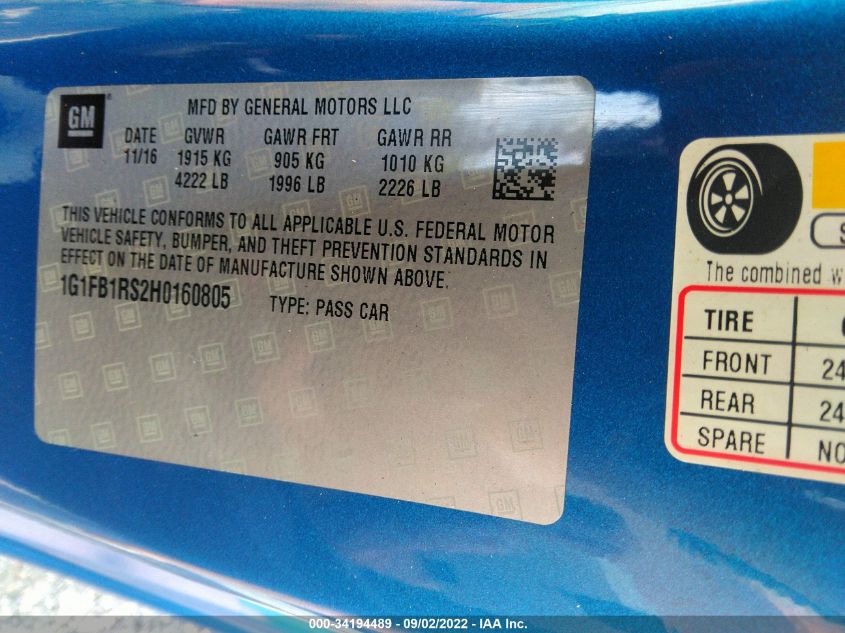 GM
MFD BY GENERAL MOTORS LLC
DATE GVWR GAWR FRT GAWR RR
11/16 1915 KG 905 KG 1010 KG
4222 LB 1996 LB 2226 LB
THIS VEHICLE CONFORMS TO ALL APPLICABLE U.S. FEDERAL MOTOR
VEHICLE SAFETY, BUMPER, AND THEFT PREVENTION STANDARDS IN
EFFECT ON THE DATE OF MANUFACTURE SHOWN ABOVE.
1G1FB1RS2H0160805 TYPE: PASS CAR
The combined
TIRE
FRONT 24
REAR 24
SPARE NO
000-34194489 - 09/02/2022 - IAA Inc.